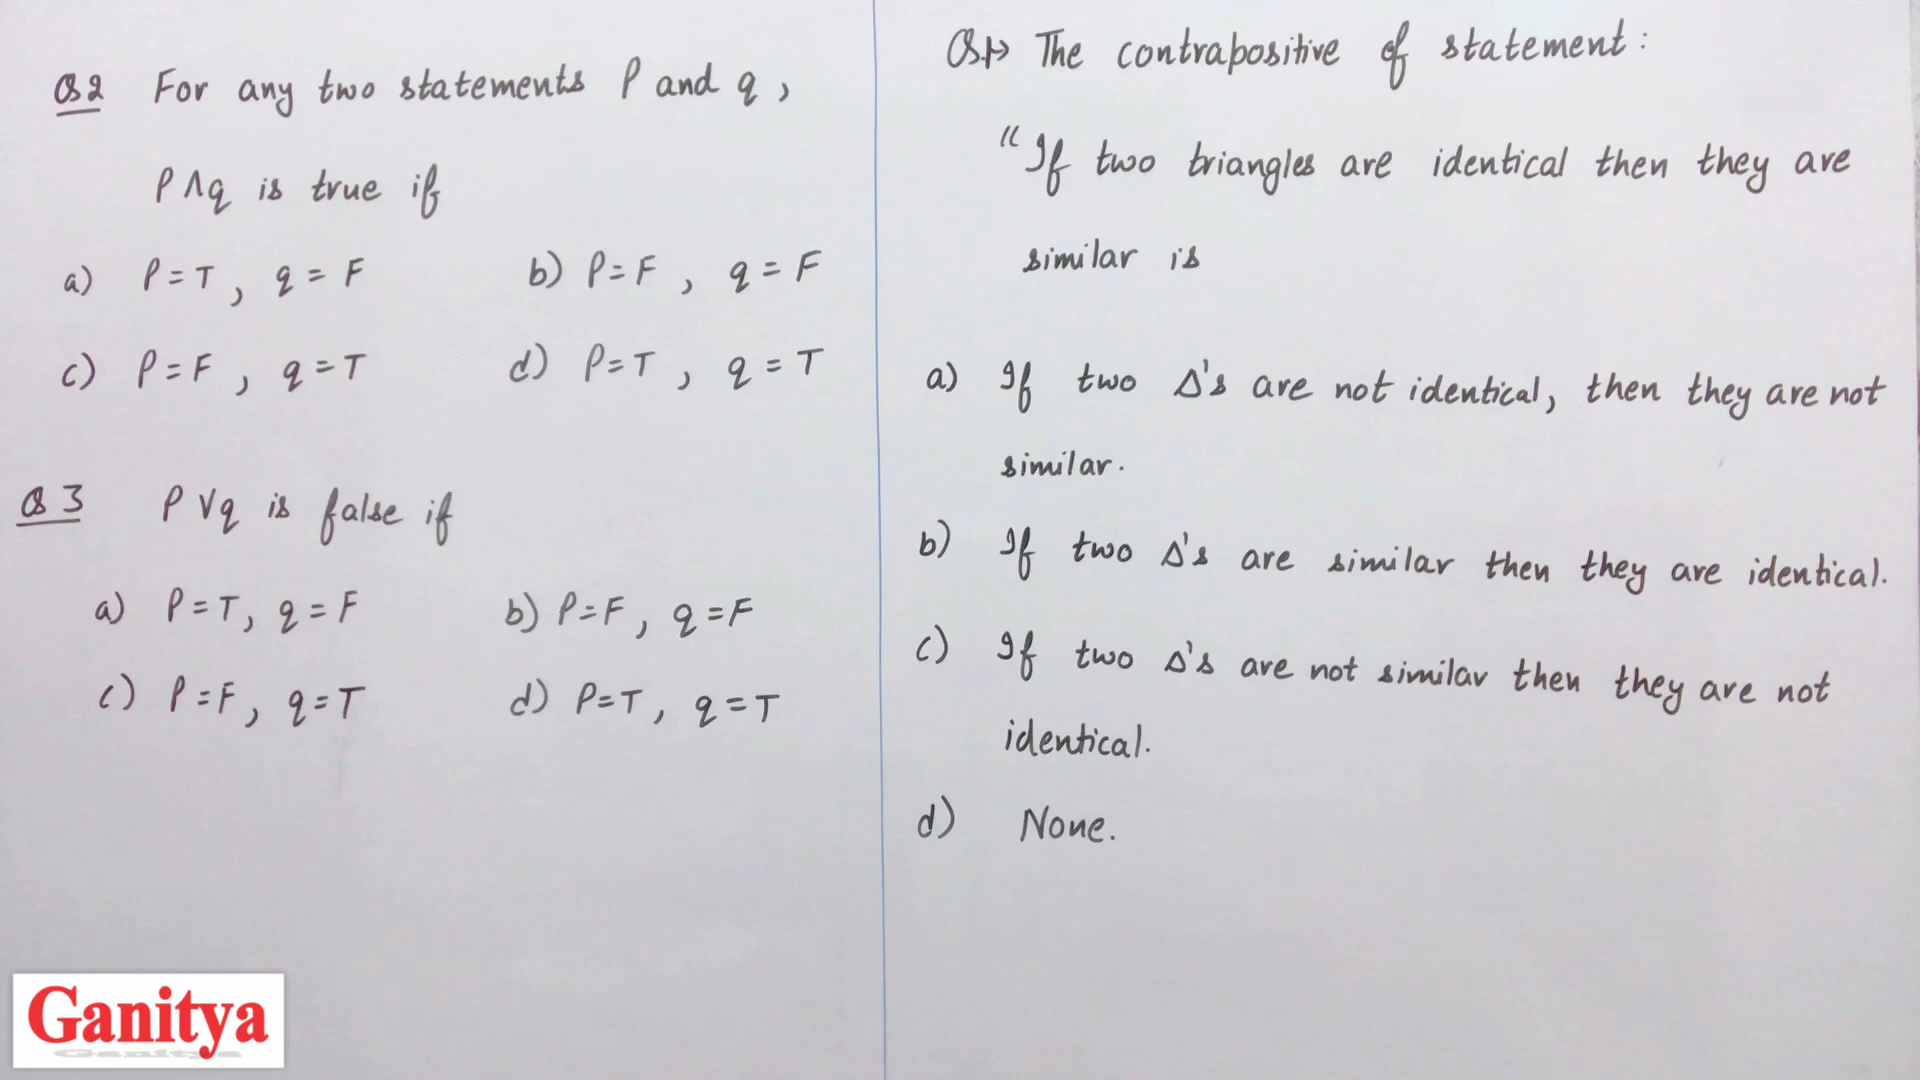 Q2 For any two statements P and q,
P∧q is true if
a) P=T, q=F b) P=F, q=F
c) P=F, q=T d) P=T, q=T
Q3 P∨q is false if
a) P=T, q=F b) P=F, q=F
c) P=F, q=T d) P=T, q=T
Q.1> The contrapositive of statement:
"If two triangles are identical then they are
similar is
a) If two Δ's are not identical, then they are not
similar.
b) If two Δ's are similar then they are identical.
c) If two Δ's are not similar then they are not
identical.
d) None.
Ganitya